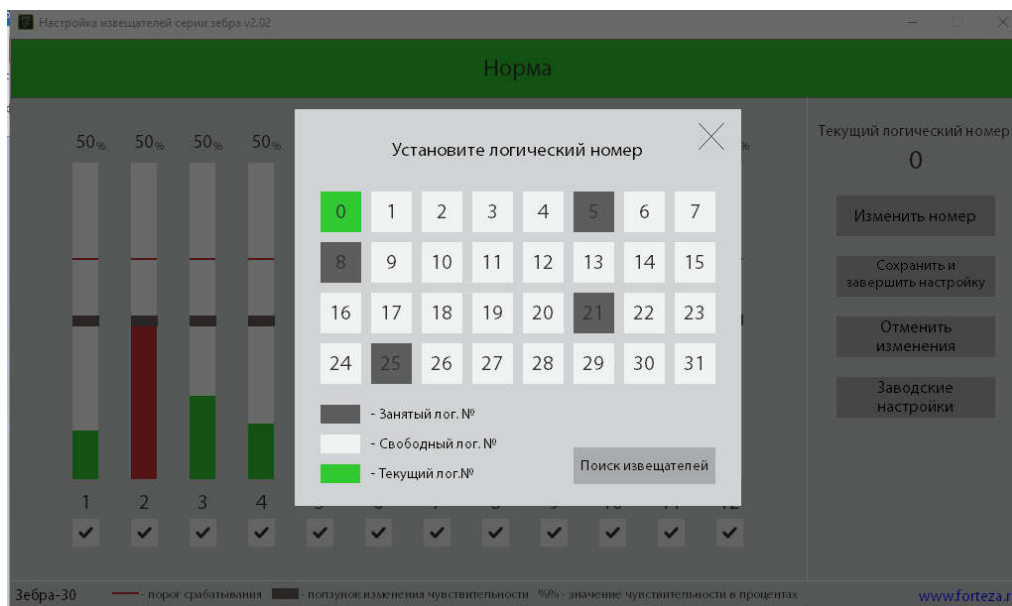 Настройка извещателей серии зебра v2.02
Норма
50% 50% 50% 50%
Установите логический номер
%
Текущий логический номер
0
0 1 2 3 4 5 6 7
8 9 10 11 12 13 14 15
16 17 18 19 20 21 22 23
24 25 26 27 28 29 30 31
- Занятый лог. №
- Свободный лог. №
- Текущий лог.№
Поиск извещателей
Изменить номер
Сохранить и
завершить настройку
Отменить
изменения
Заводские
настройки
1 2 3 4
Зебра-30
- порог срабатывания
- ползунок изменения чувствительности
%% - значение чувствительности в процентах
www.forteza.r